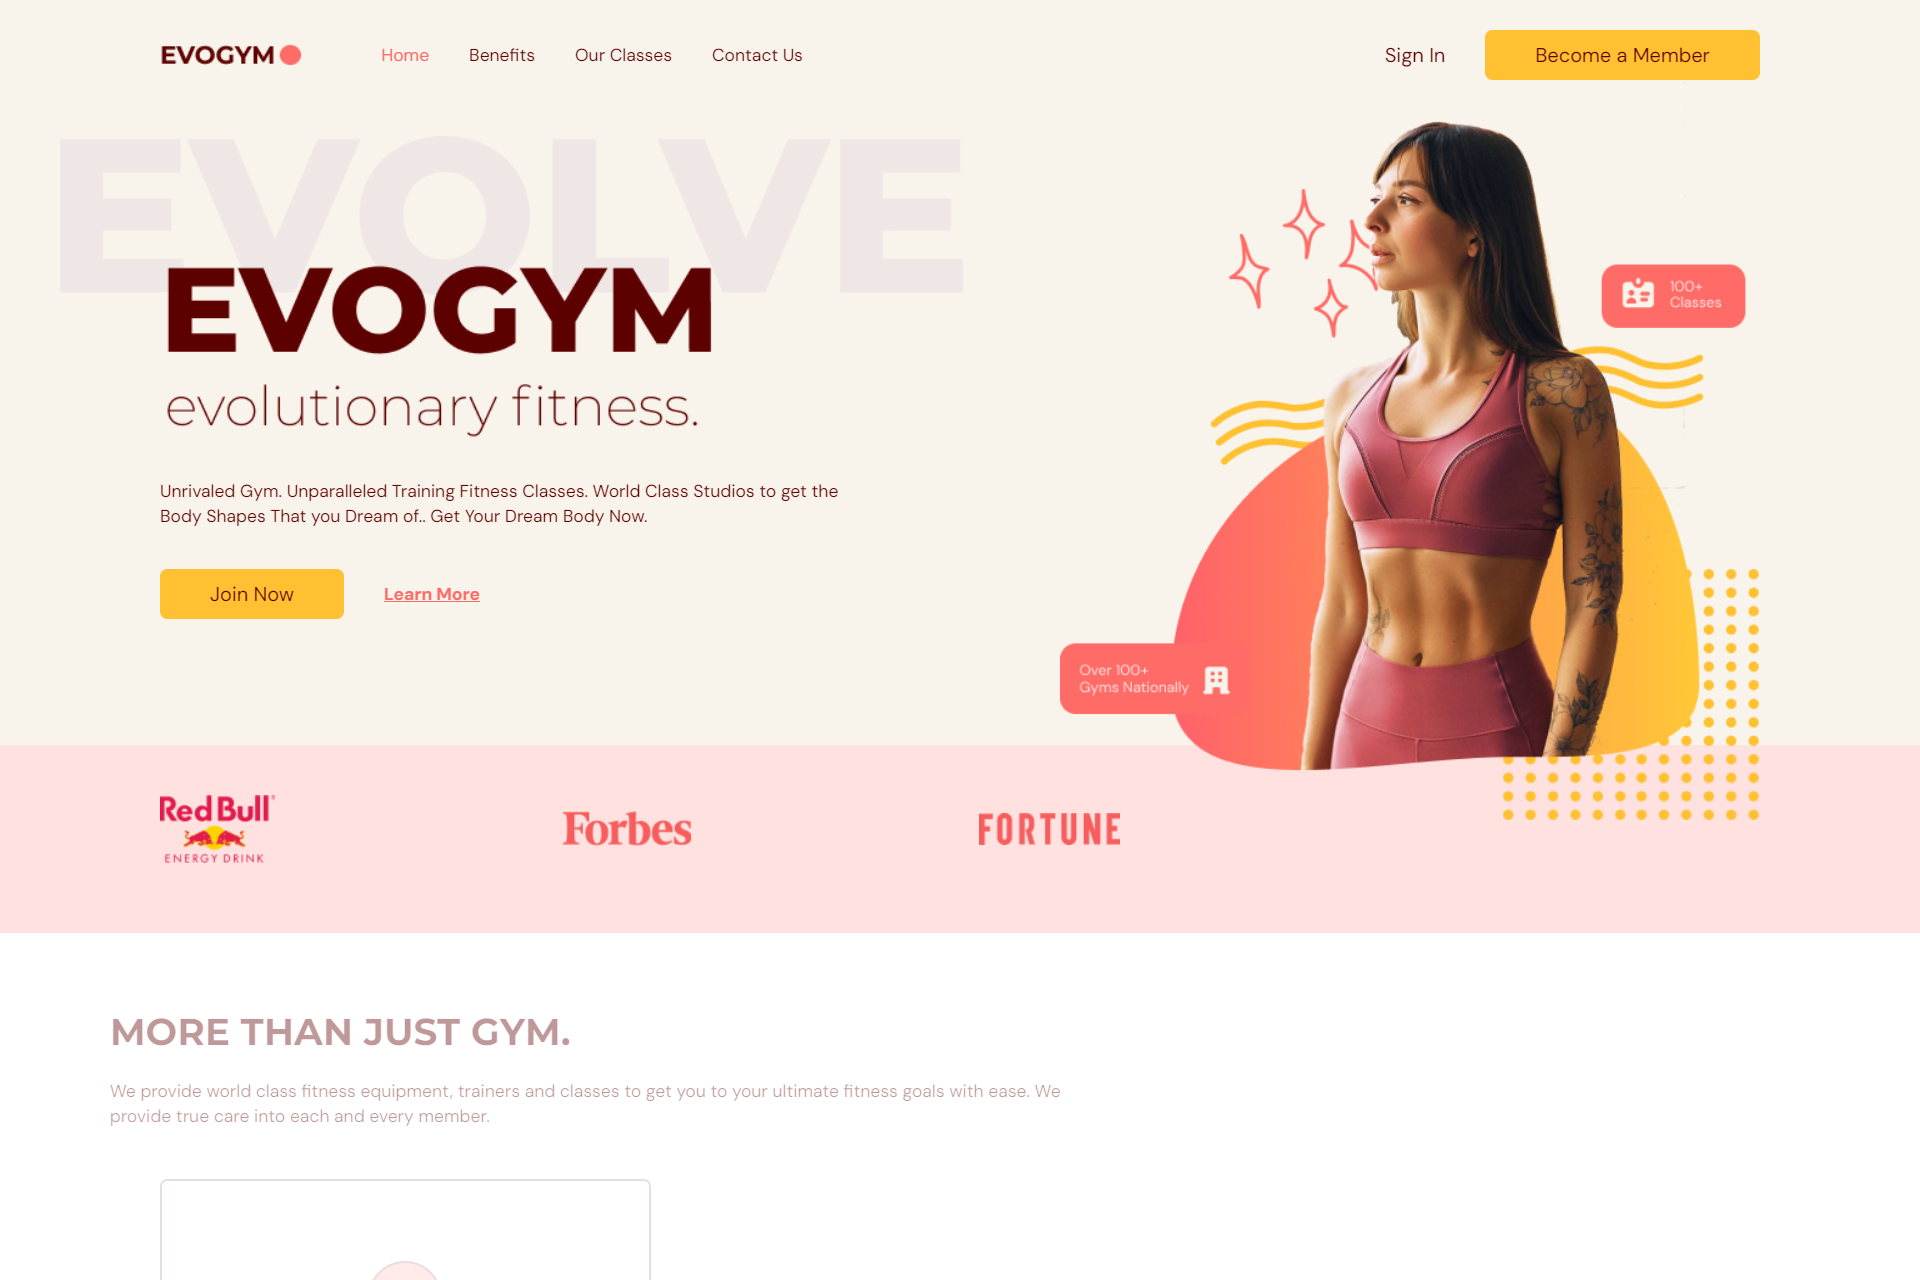 EVOGYM
Home
Benefits
Our Classes
Contact Us
Sign In
Become a Member
EVOLVE
EVOGYM
evolutionary fitness.
Unrivaled Gym. Unparalleled Training Fitness Classes. World Class Studios to get the
Body Shapes That you Dream of.. Get Your Dream Body Now.
Join Now
Learn More
100+
Classes
Over 100+
Gyms Nationally
Red Bull
ENERGY DRINK
Forbes
FORTUNE
MORE THAN JUST GYM.
We provide world class fitness equipment, trainers and classes to get you to your ultimate fitness goals with ease. We
provide true care into each and every member.